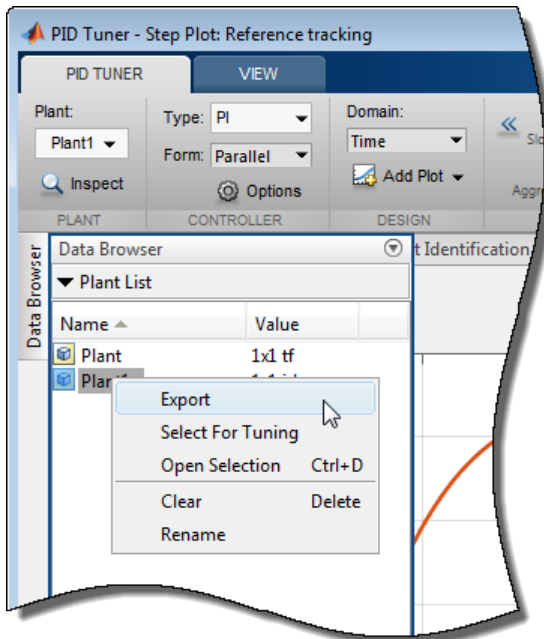 PID Tuner - Step Plot: Reference tracking
PID TUNER
VIEW
Plant:
Plant1
Inspect
PLANT
Type: PI
Form: Parallel
Options
CONTROLLER
Domain:
Time
Add Plot
DESIGN
Data Browser
Data Browser
t Identification
Plant List
Name
Value
Plant 1x1 tf
Export
Select For Tuning
Open Selection Ctrl+D
Clear Delete
Rename